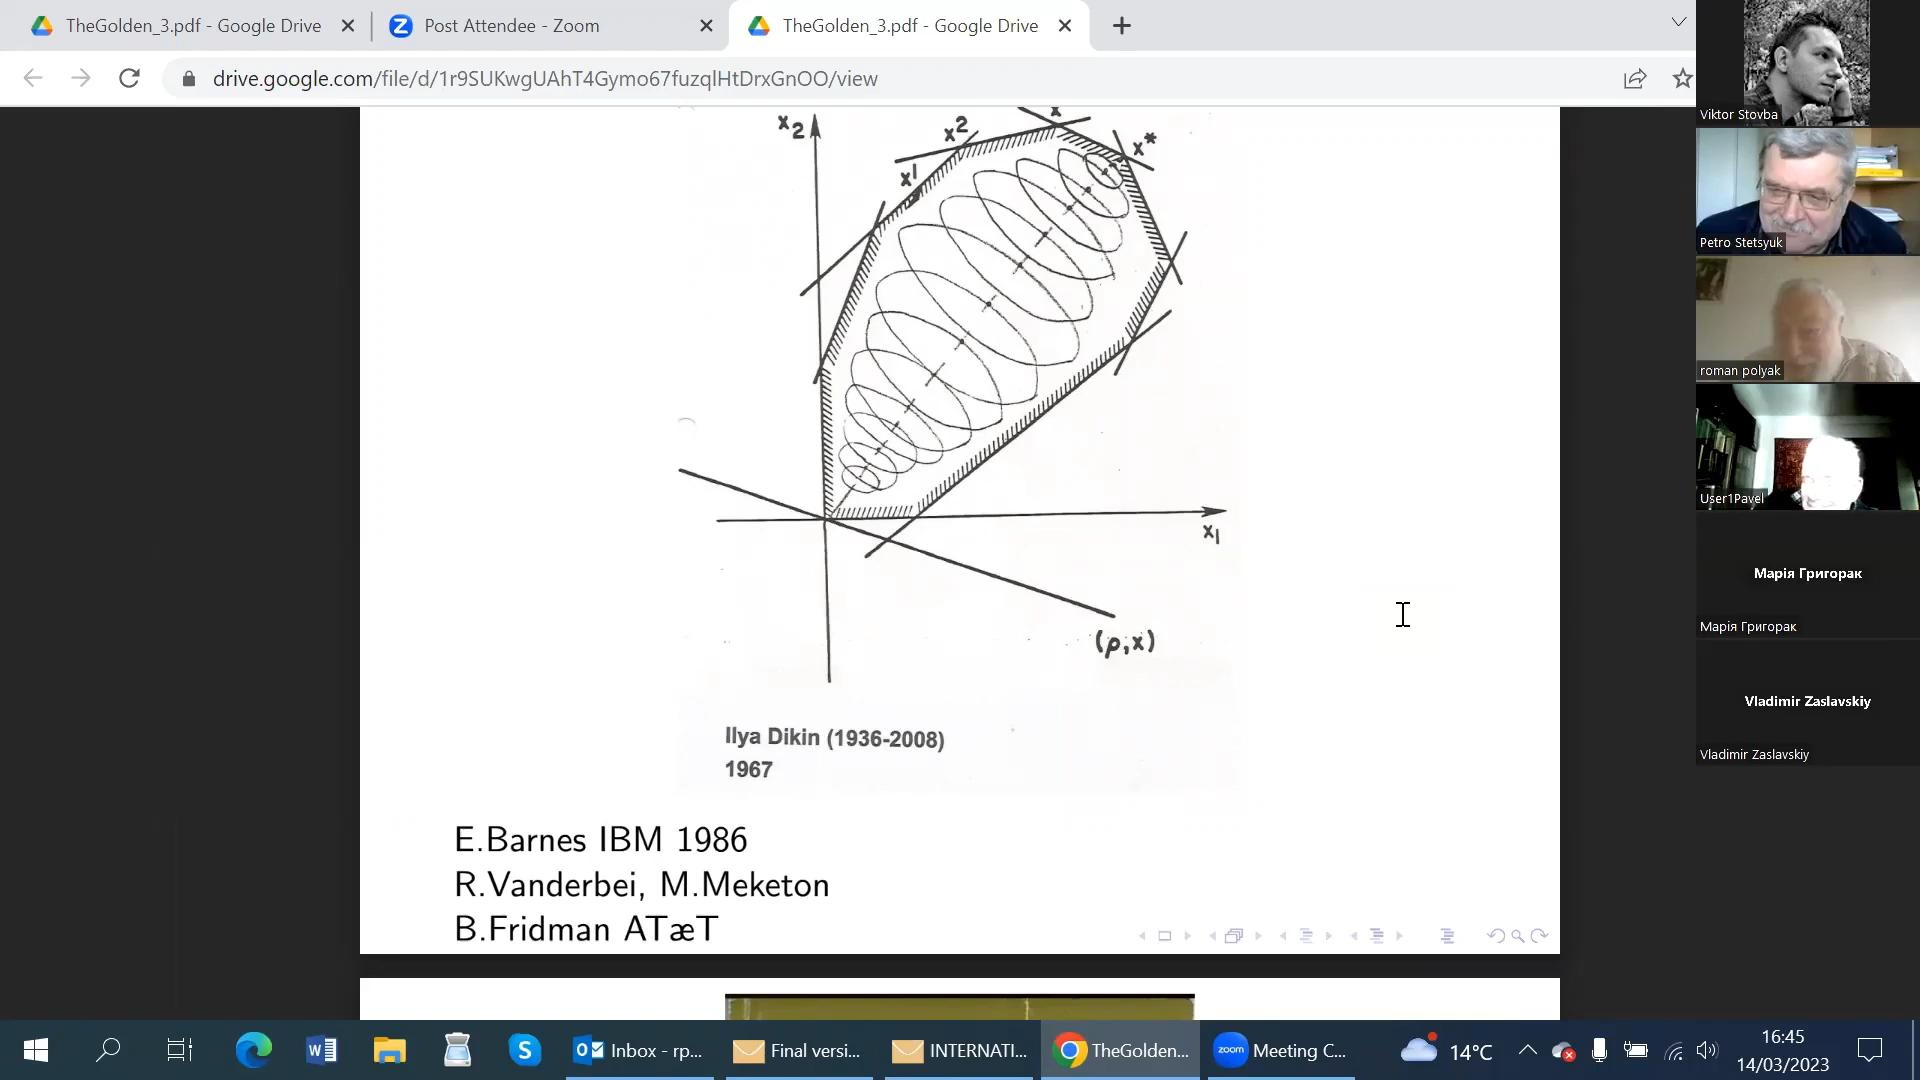 TheGolden_3.pdf - Google Drive
Post Attendee - Zoom
TheGolden_3.pdf - Google Drive
drive.google.com/file/d/1r9SUKwgUAhT4Gymo67fuzqlHtDrxGnOO/view
x2
x1
x2
x
x*
x1
(p,x)
Ilya Dikin (1936-2008)
1967
E.Barnes IBM 1986
R.Vanderbei, M.Meketon
B.Fridman ATæT
Viktor Stovba
Petro Stetsyuk
roman polyak
User1Pavel
Марія Григорак
Марія Григорак
Vladimir Zaslavskiy
Vladimir Zaslavskiy
Inbox - rp...
Final versi...
INTERNATI...
TheGolden...
zoom
Meeting C...
14°C
16:45
14/03/2023